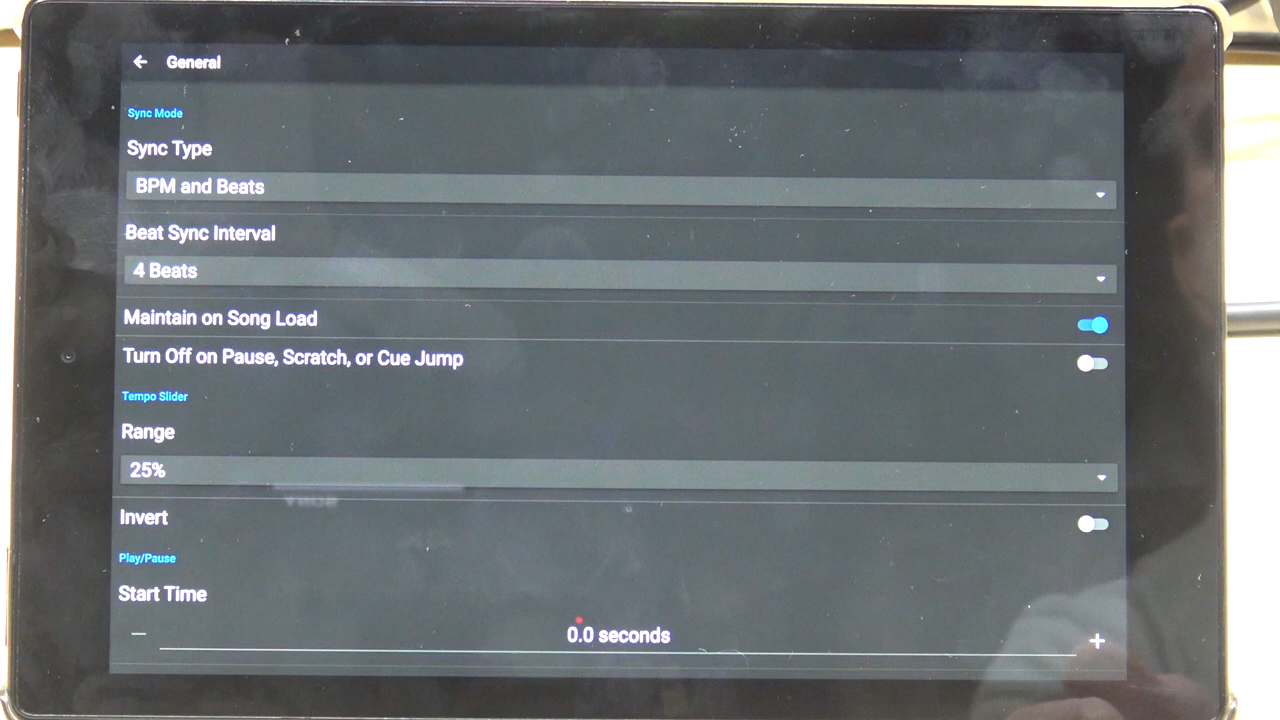 General
Sync Mode
Sync Type
BPM and Beats
Beat Sync Interval
4 Beats
Maintain on Song Load
Turn Off on Pause, Scratch, or Cue Jump
Tempo Slider
Range
25%
Invert
Play/Pause
Start Time
0.0 seconds